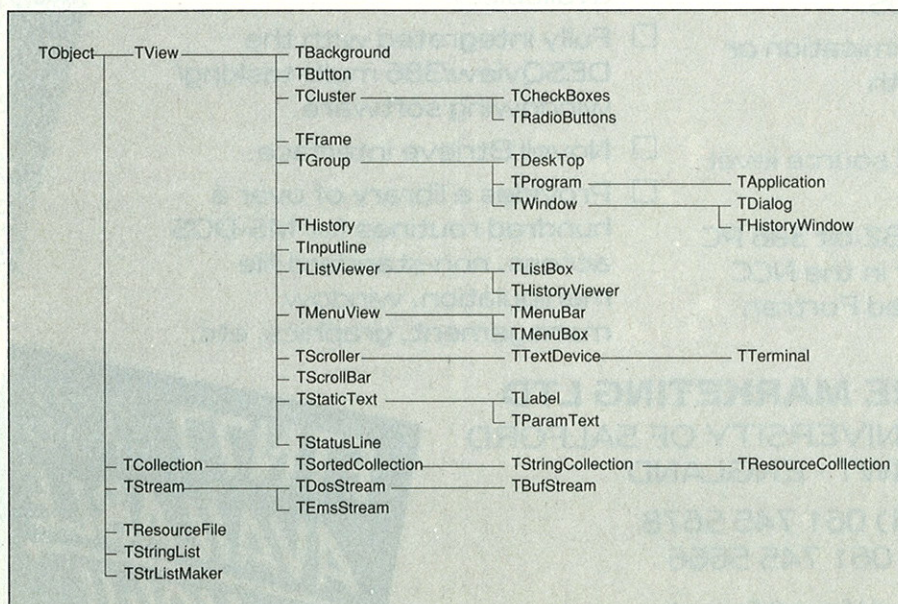 TObject TView TBackground
TButton
TCluster TCheckBoxes
TRadioButtons
TFrame
TGroup TDeskTop
TProgram TApplication
TWindow TDialog
THistoryWindow
THistory
TInputline
TListViewer TListBox
THistoryViewer
TMenuView TMenuBar
TMenuBox
TScroller TTextDevice TTerminal
TScrollBar
TStaticText TLabel
TParamText
TStatusLine
TCollection TSortedCollection TStringCollection TResourceColllection
TStream TDosStream TBufStream
TEmsStream
TResourceFile
TStringList
TStrListMaker